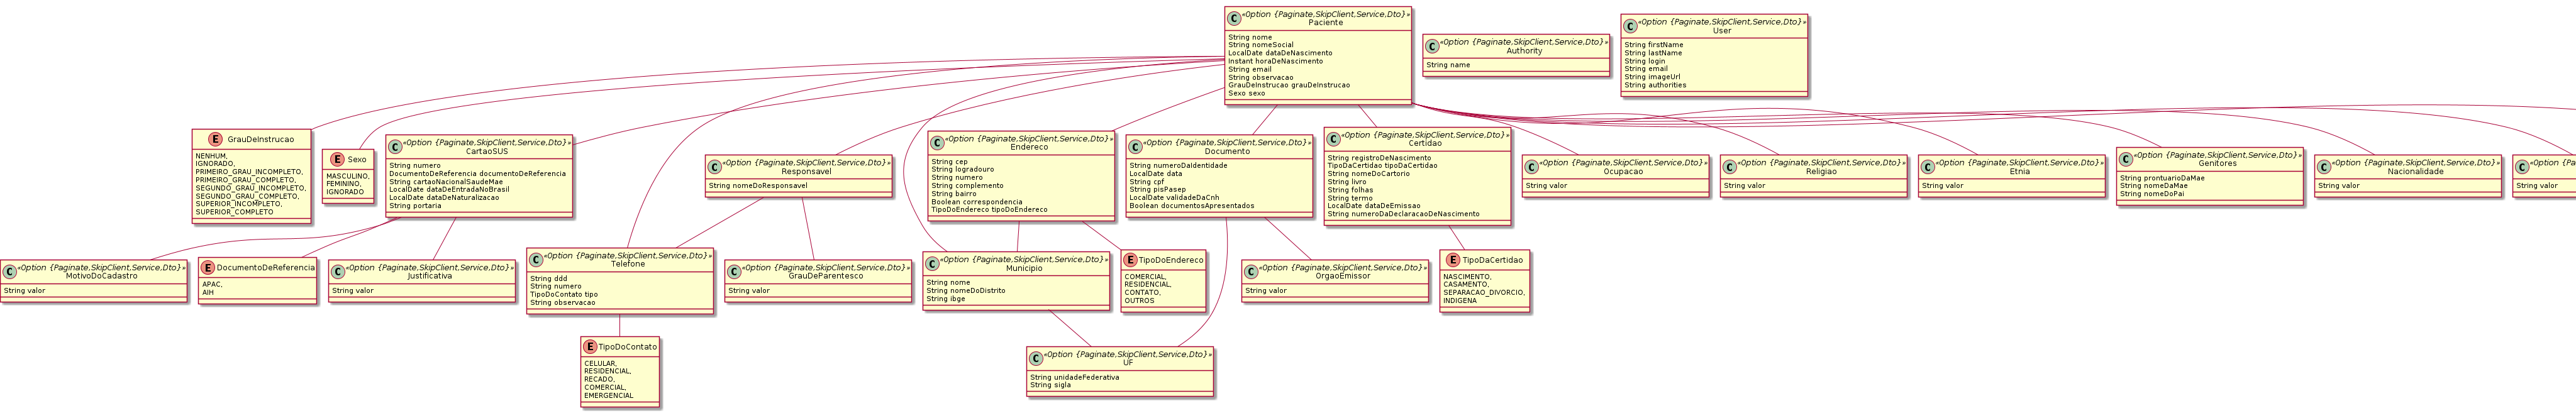 «Option {Paginate,SkipClient,Service,Dto}»
Paciente
String nome
String nomeSocial
LocalDate dataDeNascimento
Instant horaDeNascimento
String email
String observacao
GrauDeInstrucao grauDeInstrucao
Sexo sexo
«Option {Paginate,SkipClient,Service,Dto}»
Authority
String name
«Option {Paginate,SkipClient,Service,Dto}»
User
String firstName
String lastName
String login
String email
String imageUrl
String authorities
GrauDeInstrucao
NENHUM,
IGNORADO,
PRIMEIRO_GRAU_INCOMPLETO,
PRIMEIRO_GRAU_COMPLETO,
SEGUNDO_GRAU_INCOMPLETO,
SEGUNDO_GRAU_COMPLETO,
SUPERIOR_INCOMPLETO,
SUPERIOR_COMPLETO
Sexo
MASCULINO,
FEMININO,
IGNORADO
«Option {Paginate,SkipClient,Service,Dto}»
CartaoSUS
String numero
DocumentoDeReferencia documentoDeReferencia
String cartaoNacionalSaudeMae
LocalDate dataDeEntradaNoBrasil
LocalDate dataDeNaturalizacao
String portaria
«Option {Paginate,SkipClient,Service,Dto}»
Responsavel
String nomeDoResponsavel
«Option {Paginate,SkipClient,Service,Dto}»
Endereco
String cep
String logradouro
String numero
String complemento
String bairro
Boolean correspondencia
TipoDoEndereco tipoDoEndereco
«Option {Paginate,SkipClient,Service,Dto}»
Documento
String numeroDaIdentidade
LocalDate data
String cpf
String pisPasep
LocalDate validadeDaCnh
Boolean documentosApresentados
«Option {Paginate,SkipClient,Service,Dto}»
Certidao
String registroDeNascimento
TipoDaCertidao tipoDaCertidao
String nomeDoCartorio
String livro
String folhas
String termo
LocalDate dataDeEmissao
String numeroDaDeclaracaoDeNascimento
«Option {Paginate,SkipClient,Service,Dto}»
Ocupacao
String valor
«Option {Paginate,SkipClient,Service,Dto}»
Religiao
String valor
«Option {Paginate,SkipClient,Service,Dto}»
Etnia
String valor
«Option {Paginate,SkipClient,Service,Dto}»
Genitores
String prontuarioDaMae
String nomeDaMae
String nomeDoPai
«Option {Paginate,SkipClient,Service,Dto}»
Nacionalidade
String valor
«Option {Pa
String valor
«Option {Paginate,SkipClient,Service,Dto}»
MotivoDoCadastro
String valor
DocumentoDeReferencia
APAC,
AIH
«Option {Paginate,SkipClient,Service,Dto}»
Justificativa
String valor
«Option {Paginate,SkipClient,Service,Dto}»
Telefone
String ddd
String numero
TipoDoContato tipo
String observacao
«Option {Paginate,SkipClient,Service,Dto}»
GrauDeParentesco
String valor
«Option {Paginate,SkipClient,Service,Dto}»
Municipio
String nome
String nomeDoDistrito
String ibge
TipoDoEndereco
COMERCIAL,
RESIDENCIAL,
CONTATO,
OUTROS
«Option {Paginate,SkipClient,Service,Dto}»
OrgaoEmissor
String valor
TipoDaCertidao
NASCIMENTO,
CASAMENTO,
SEPARACAO_DIVORCIO,
INDIGENA
TipoDoContato
CELULAR,
RESIDENCIAL,
RECADO,
COMERCIAL,
EMERGENCIAL
«Option {Paginate,SkipClient,Service,Dto}»
UF
String unidadeFederativa
String sigla